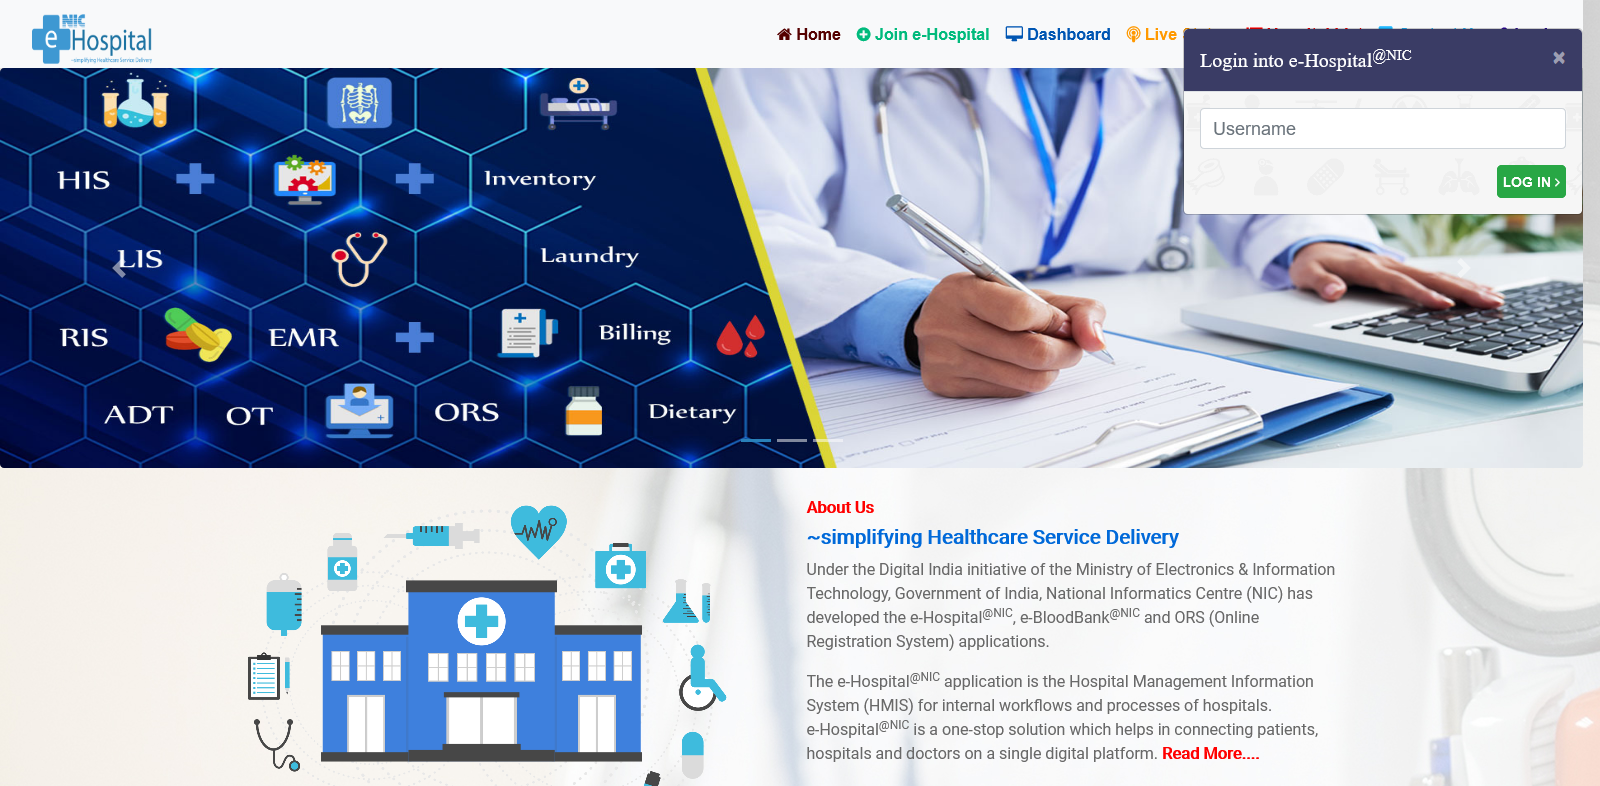 NIC
e Hospital
~simplifying Healthcare Service Delivery
Home Join e-Hospital Dashboard Live
Login into e-Hospital@NIC ×
Username
LOG IN >
HIS Inventory
LIS Laundry
RIS EMR Billing
ADT OT ORS Dietary
About Us
~simplifying Healthcare Service Delivery
Under the Digital India initiative of the Ministry of Electronics & Information
Technology, Government of India, National Informatics Centre (NIC) has
developed the e-Hospital@NIC, e-BloodBank@NIC and ORS (Online
Registration System) applications.
The e-Hospital@NIC application is the Hospital Management Information
System (HMIS) for internal workflows and processes of hospitals.
e-Hospital@NIC is a one-stop solution which helps in connecting patients,
hospitals and doctors on a single digital platform. Read More....